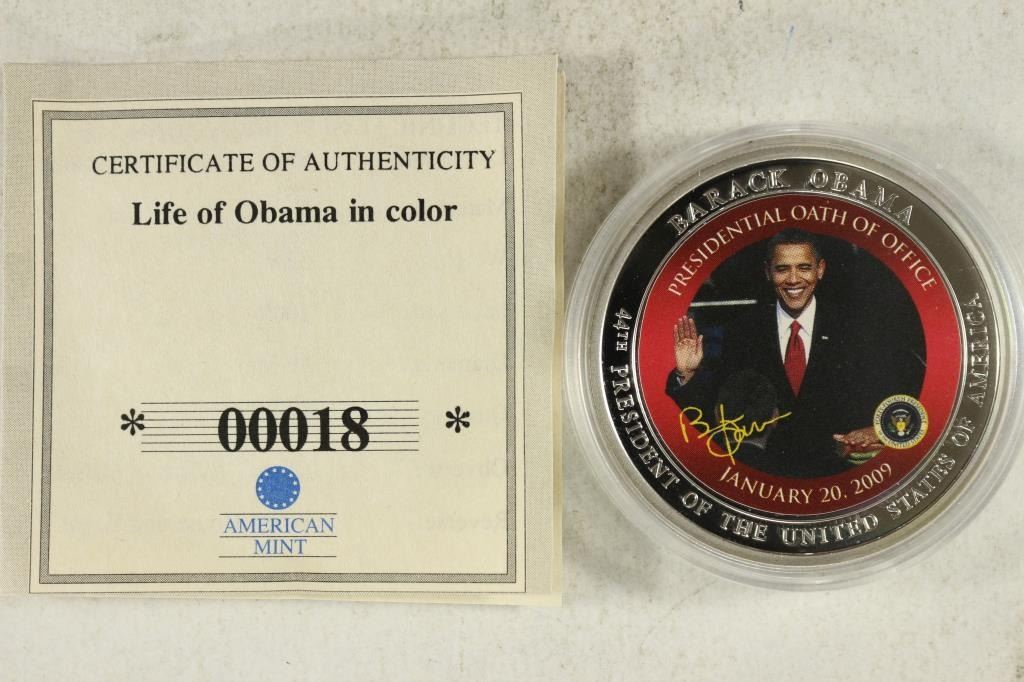 CERTIFICATE OF AUTHENTICITY
Life of Obama in color
* 00018 *
AMERICAN
MINT
BARACK OBAMA
PRESIDENTIAL OATH OF OFFICE
JANUARY 20, 2009
44TH PRESIDENT OF THE UNITED STATES OF AMERICA